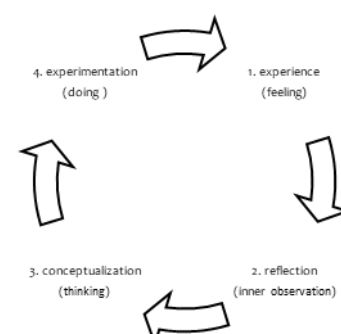 4. experimentation
(doing )
1. experience
(feeling)
3. conceptualization
(thinking)
2. reflection
(inner observation)